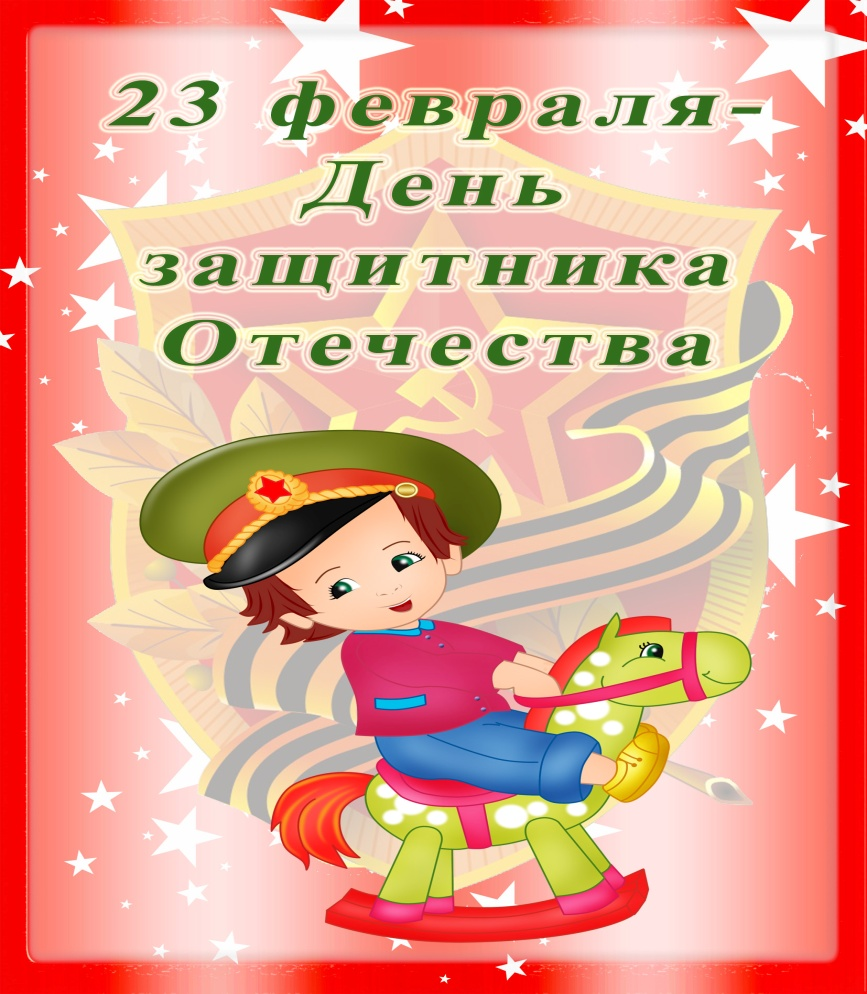 23 февраля-
День
защитника
Отечества